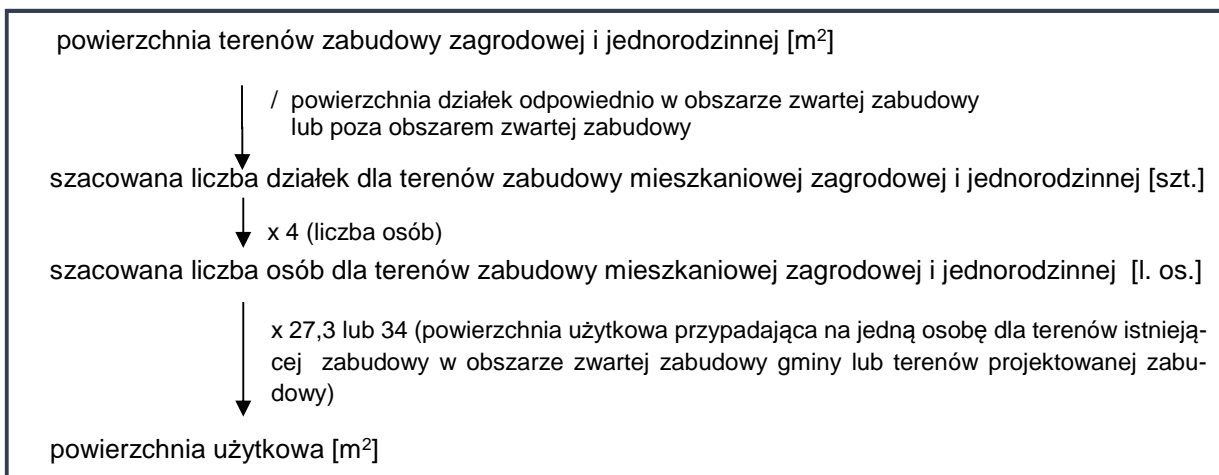 powierzchnia terenów zabudowy zagrodowej i jednorodzinnej [m²]
/ powierzchnia działek odpowiednio w obszarze zwartej zabudowy
lub poza obszarem zwartej zabudowy
szacowana liczba działek dla terenów zabudowy mieszkaniowej zagrodowej i jednorodzinnej [szt.]
x 4 (liczba osób)
szacowana liczba osób dla terenów zabudowy mieszkaniowej zagrodowej i jednorodzinnej [l. os.]
x 27,3 lub 34 (powierzchnia użytkowa przypadająca na jedną osobę dla terenów istnieją-
cej zabudowy w obszarze zwartej zabudowy gminy lub terenów projektowanej zabu-
dowy)
powierzchnia użytkowa [m²]